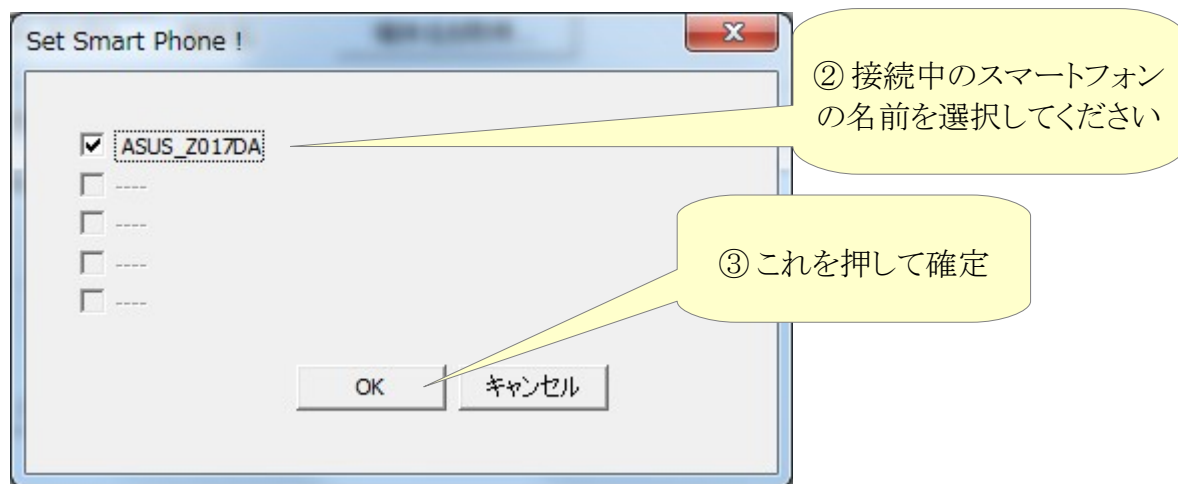 Set Smart Phone !
② 接続中のスマートフォン
の名前を選択してください
ASUS_Z017DA
----
----
③ これを押して確定
----
----
OK
キャンセル